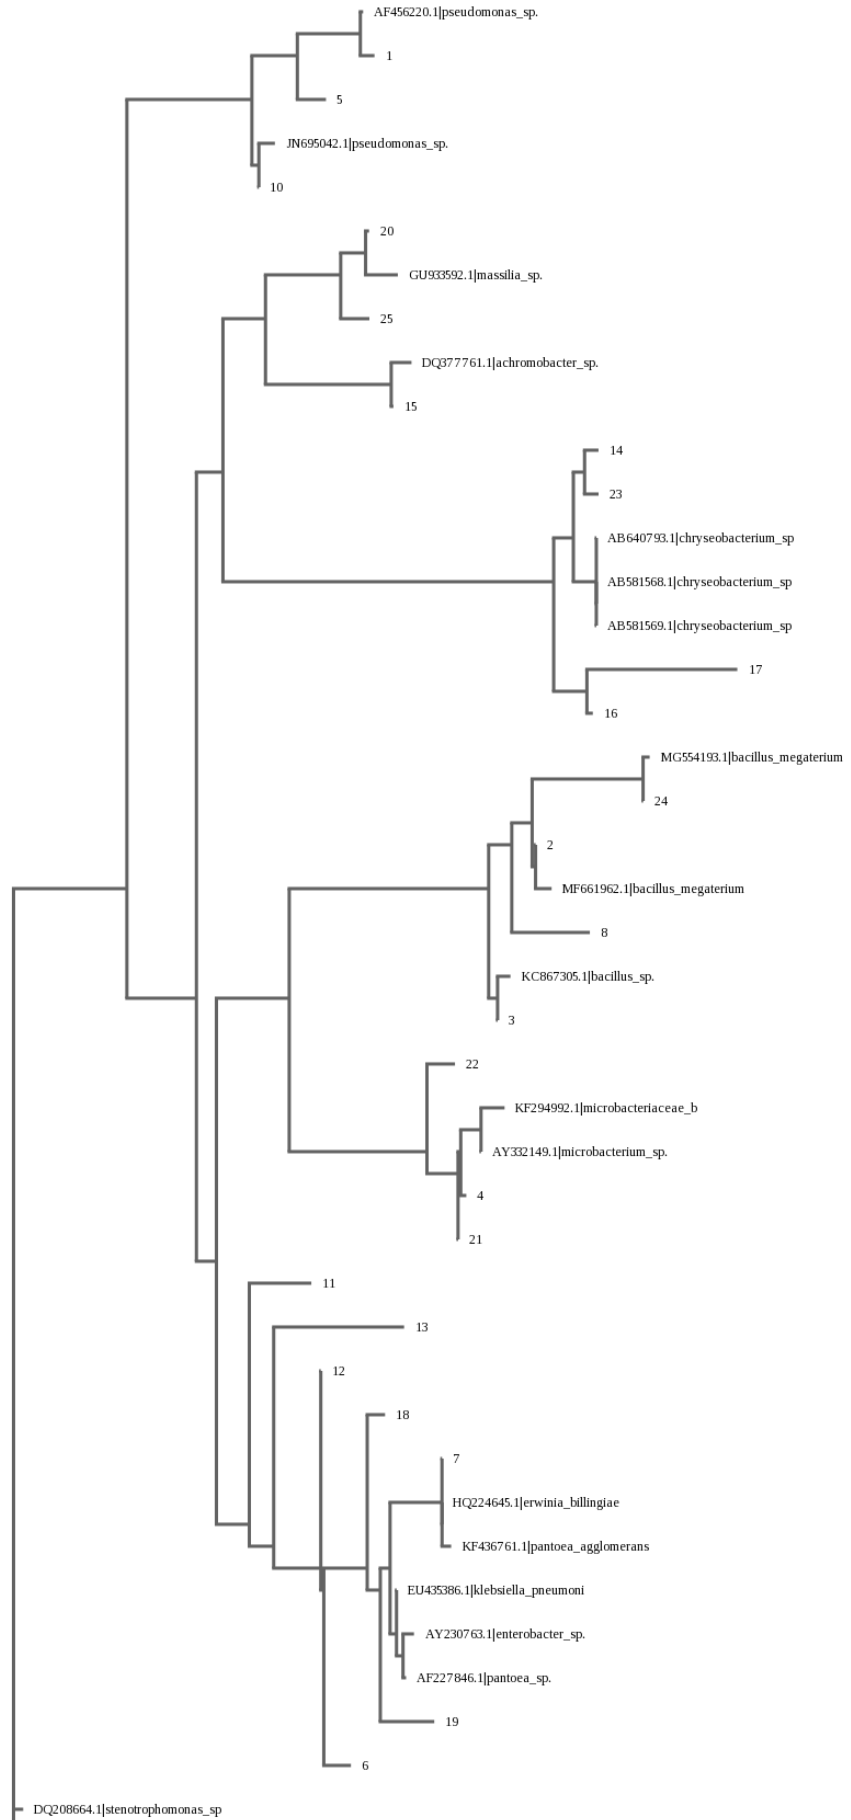 AF456220.1|pseudomonas_sp.
1
5
JN695042.1|pseudomonas_sp.
10
20
GU933592.1|massilia_sp.
25
DQ377761.1|achromobacter_sp.
15
14
23
AB640793.1|chryseobacterium_sp
AB581568.1|chryseobacterium_sp
AB581569.1|chryseobacterium_sp
17
16
MG554193.1|bacillus_megaterium
24
2
MF661962.1|bacillus_megaterium
8
KC867305.1|bacillus_sp.
3
22
KF294992.1|microbacteriaceae_b
AY332149.1|microbacterium_sp.
4
21
11
13
12
18
7
HQ224645.1|erwinia_billingiae
KF436761.1|pantoea_agglomerans
EU435386.1|klebsiella_pneumoni
AY230763.1|enterobacter_sp.
AF227846.1|pantoea_sp.
19
6
DQ208664.1|stenotrophomonas_sp